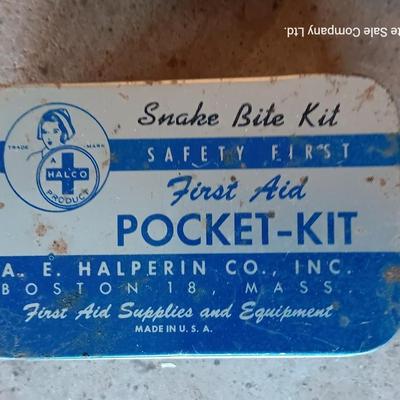 te Sale Company Ltd.
Snake Bite Kit
TRADE MARK
A
HALCO
PRODUCT
SAFETY FIRST
First Aid
POCKET-KIT
A. E. HALPERIN CO., INC.
BOSTON 18, MASS.
First Aid Supplies and Equipment
MADE IN U. S. A.